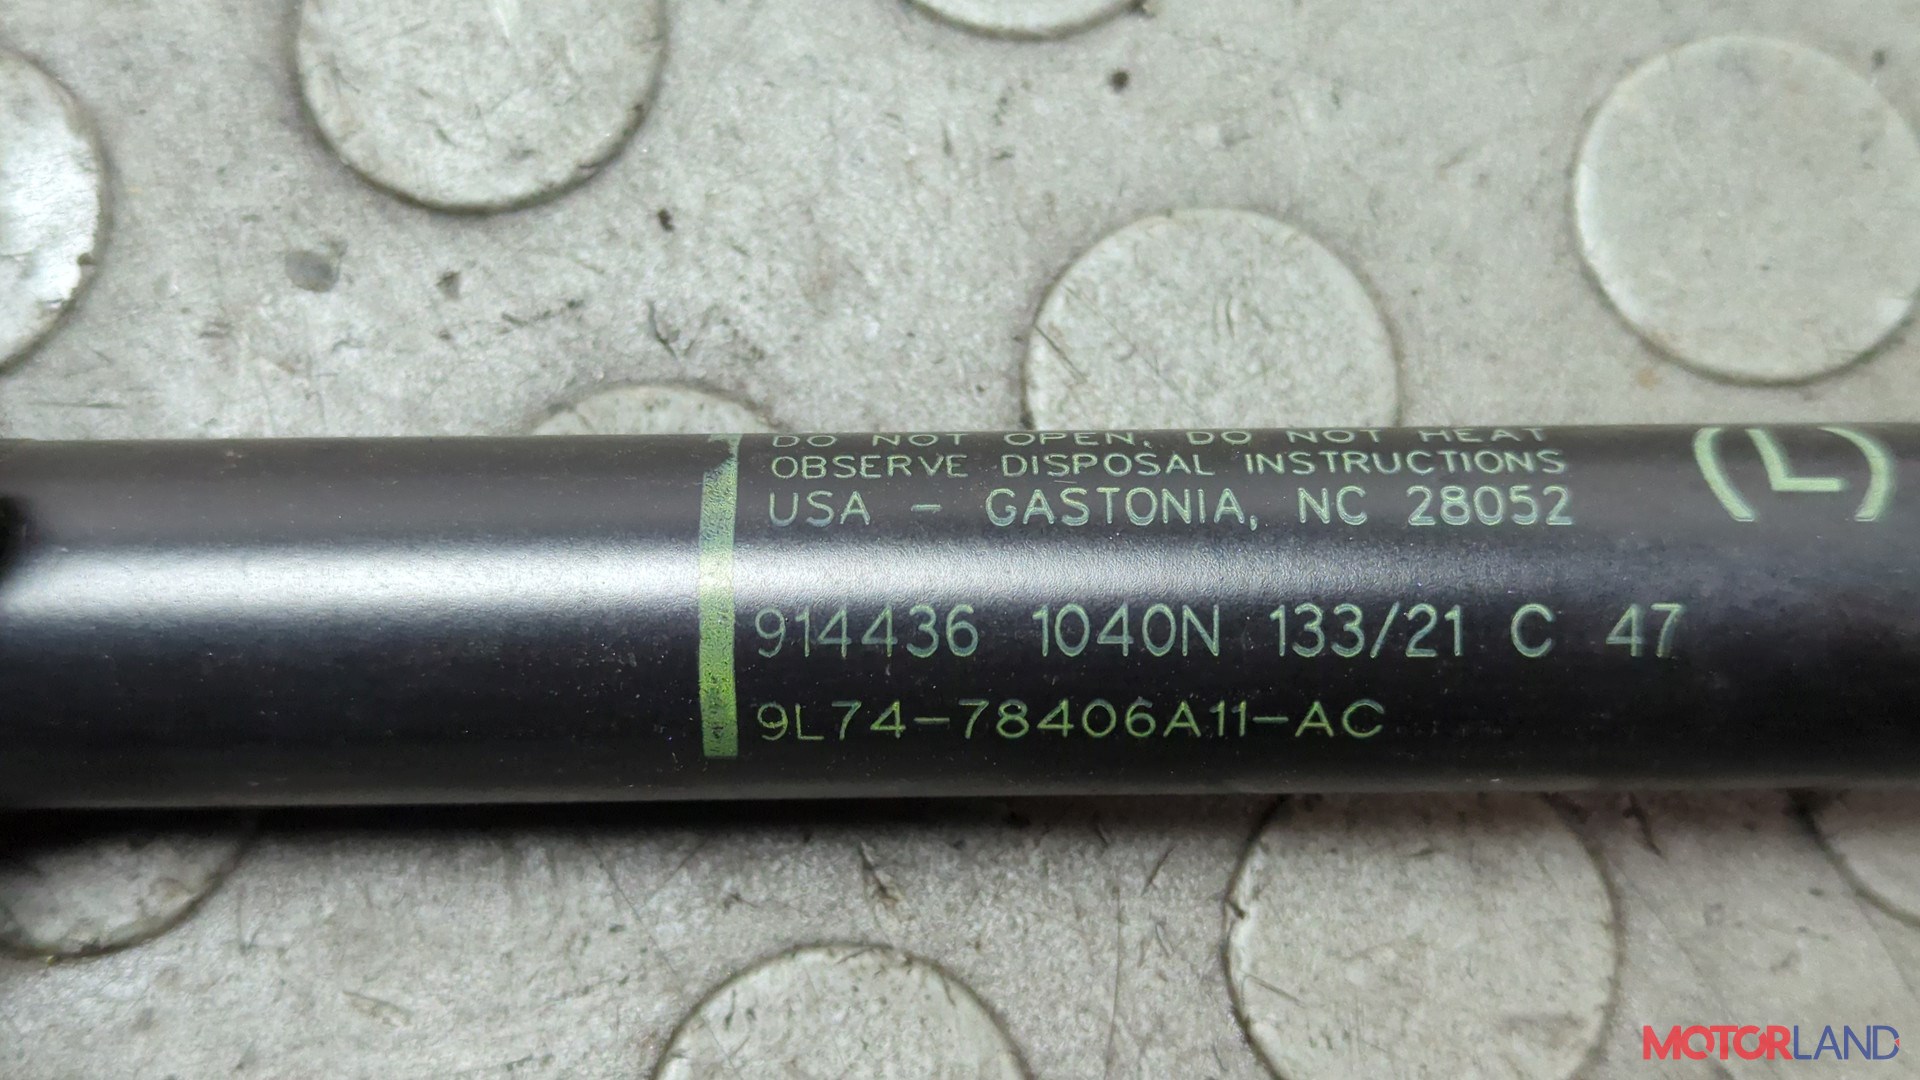 DO NOT OPEN, DO NOT HEAT
OBSERVE DISPOSAL INSTRUCTIONS
USA - GASTONIA, NC 28052
(L)
914436 1040N 133/21 C 47
9L74-78406A11-AC
MOTORLAND